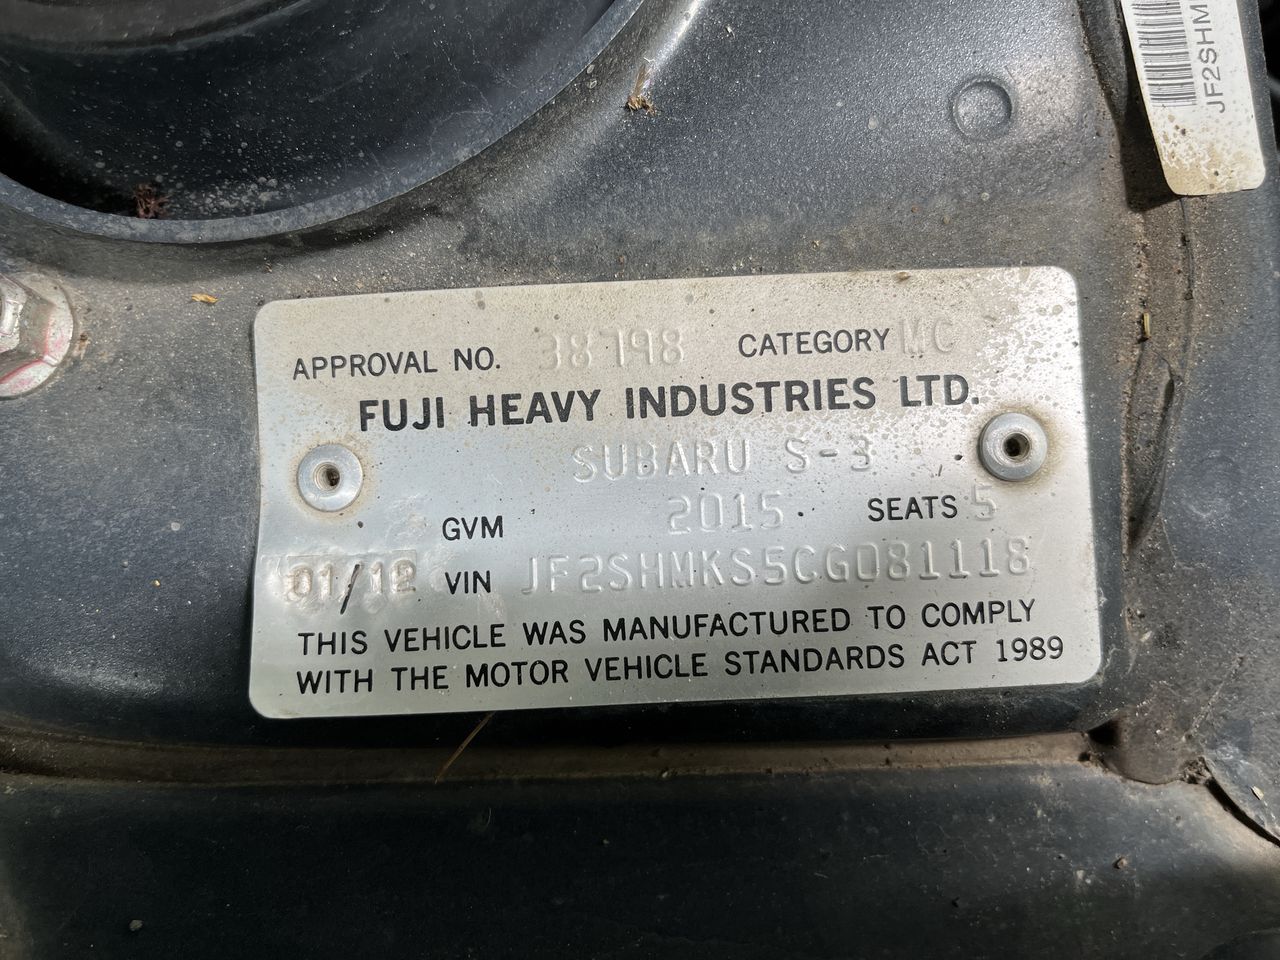 JF2SHM
APPROVAL NO. 38798 CATEGORY MC
FUJI HEAVY INDUSTRIES LTD.
SUBARU S-3
GVM 2015 SEATS 5
01/12 VIN JF2SHMKS5CG081118
THIS VEHICLE WAS MANUFACTURED TO COMPLY
WITH THE MOTOR VEHICLE STANDARDS ACT 1989